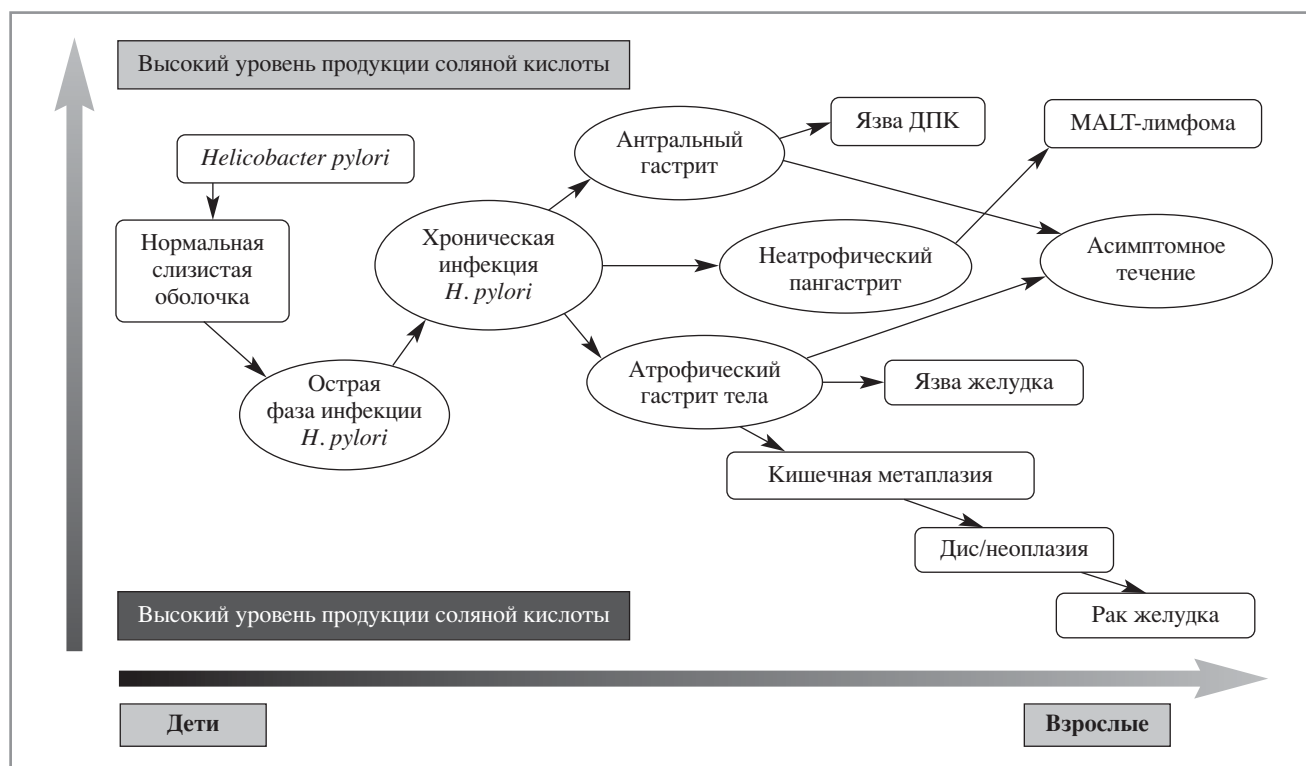 Высокий уровень продукции соляной кислоты
Helicobacter pylori
Нормальная
слизистая
оболочка
Острая
фаза инфекции
H. pylori
Хроническая
инфекция
H. pylori
Антральный
гастрит
Язва ДПК
MALT-лимфома
Неатрофический
пангастрит
Асимптомное
течение
Атрофический
гастрит тела
Язва желудка
Кишечная метаплазия
Дис/неоплазия
Рак желудка
Высокий уровень продукции соляной кислоты
Дети
Взрослые